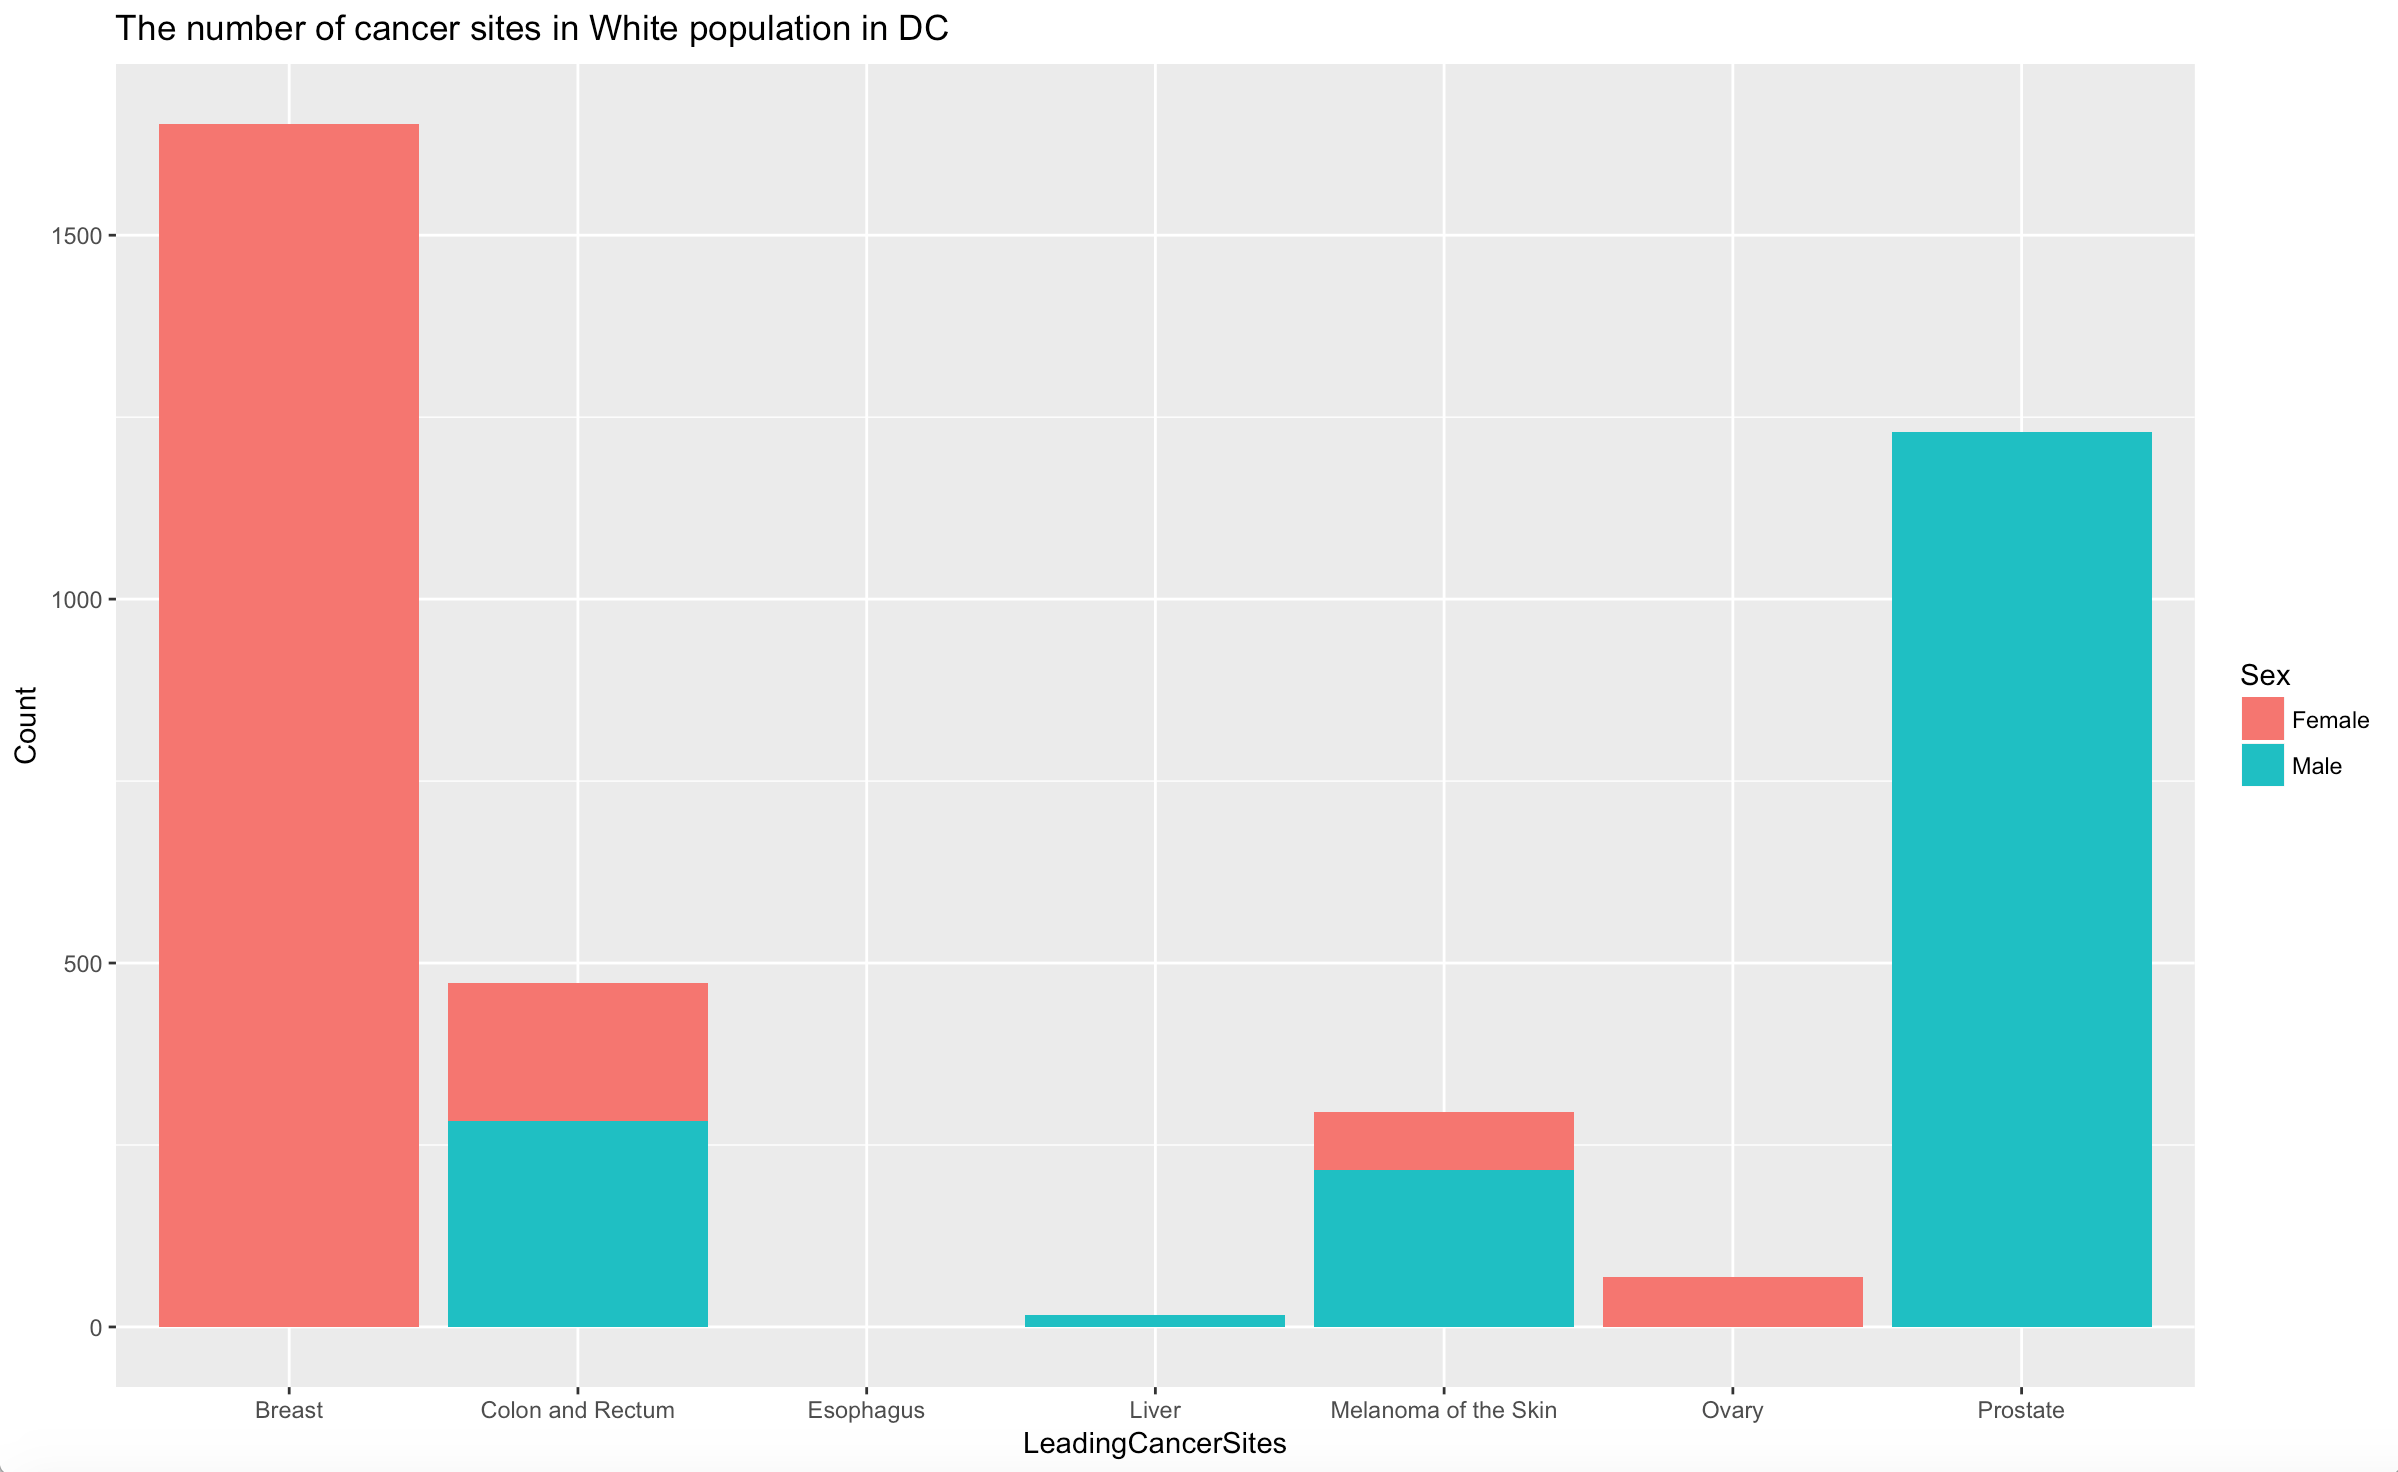 The number of cancer sites in White population in DC
1500
1000
500
0
Count
Breast
Colon and Rectum
Esophagus
Liver
Melanoma of the Skin
Ovary
Prostate
LeadingCancerSites
Sex
Female
Male